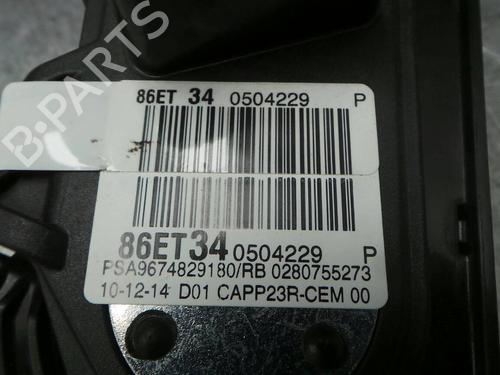 B-PARTS
86ET 34 0504229 P
86ET34 0504229 P
PSA9674829180/RB 0280755273
10-12-14 D01 CAPP23R-CEM 00